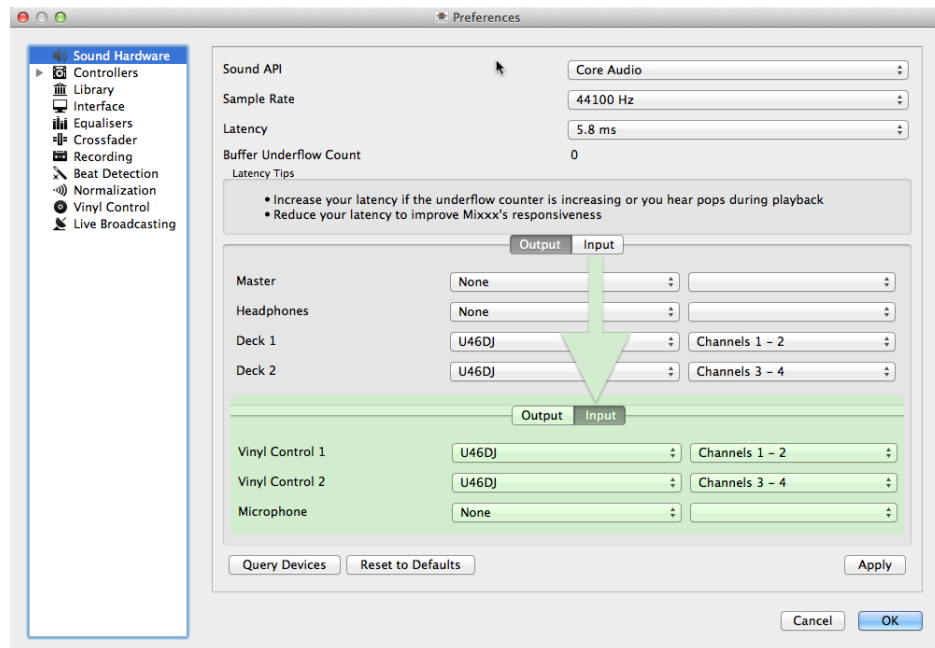 Preferences
Sound Hardware
Controllers
Library
Interface
Equalisers
Crossfader
Recording
Beat Detection
Normalization
Vinyl Control
Live Broadcasting
Sound API Core Audio
Sample Rate 44100 Hz
Latency 5.8 ms
Buffer Underflow Count 0
Latency Tips
• Increase your latency if the underflow counter is increasing or you hear pops during playback
• Reduce your latency to improve Mixxx's responsiveness
Output Input
Master None
Headphones None
Deck 1 U46DJ Channels 1 – 2
Deck 2 U46DJ Channels 3 – 4
Output Input
Vinyl Control 1 U46DJ Channels 1 – 2
Vinyl Control 2 U46DJ Channels 3 – 4
Microphone None
Query Devices Reset to Defaults Apply
Cancel OK